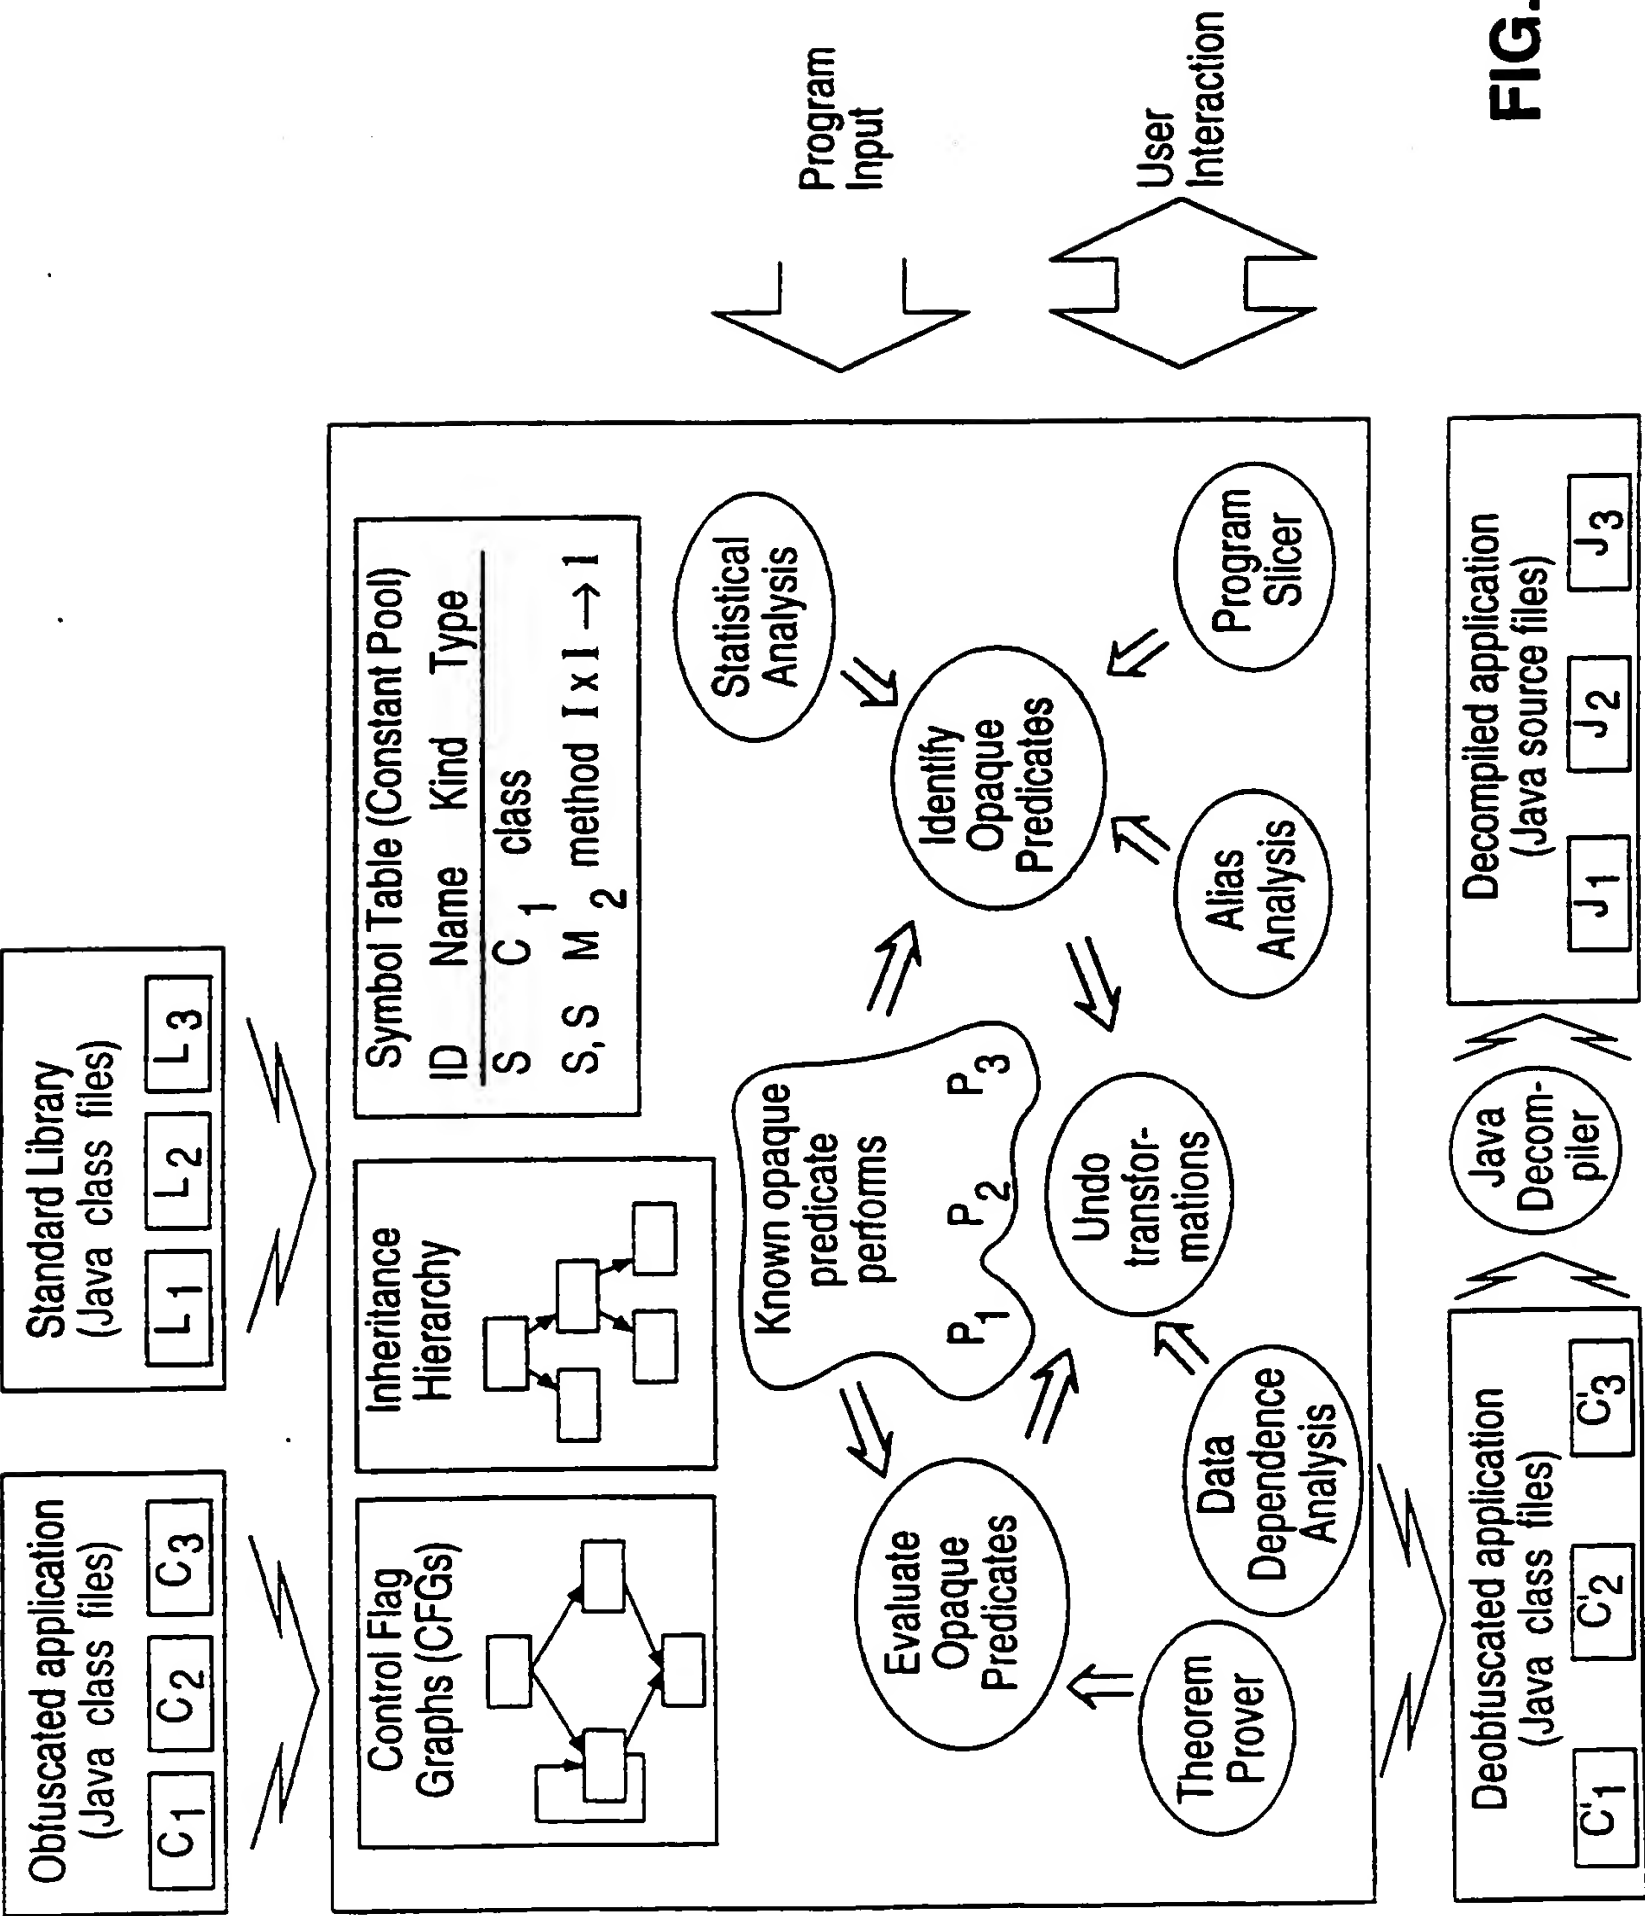 Obfuscated application
(Java class files)
C1 C2 C3
Standard Library
(Java class files)
L1 L2 L3
Control Flag
Graphs (CFGs)
Inheritance
Hierarchy
Symbol Table (Constant Pool)
ID Name Kind Type
S C1 class
S, S M2 method I x I → I
Known opaque
predicate
performs
P1 P2 P3
Statistical
Analysis
Evaluate
Opaque
Predicates
Identify
Opaque
Predicates
Undo
transfor-
mations
Theorem
Prover
Data
Dependence
Analysis
Alias
Analysis
Program
Slicer
Program
Input
User
Interaction
Deobfuscated application
(Java class files)
C'1 C'2 C'3
Java
Decom-
piler
Decompiled application
(Java source files)
J1 J2 J3
FIG.